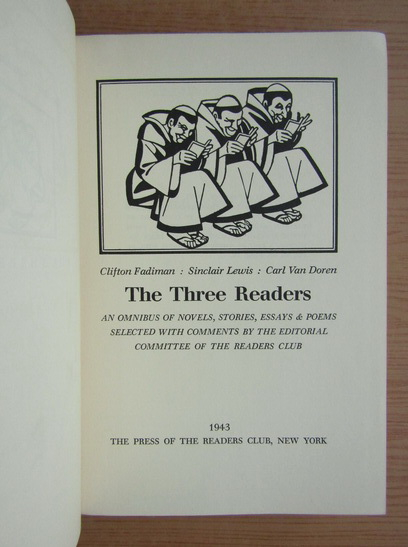 Clifton Fadiman : Sinclair Lewis : Carl Van Doren
The Three Readers
AN OMNIBUS OF NOVELS, STORIES, ESSAYS & POEMS
SELECTED WITH COMMENTS BY THE EDITORIAL
COMMITTEE OF THE READERS CLUB
1943
THE PRESS OF THE READERS CLUB, NEW YORK